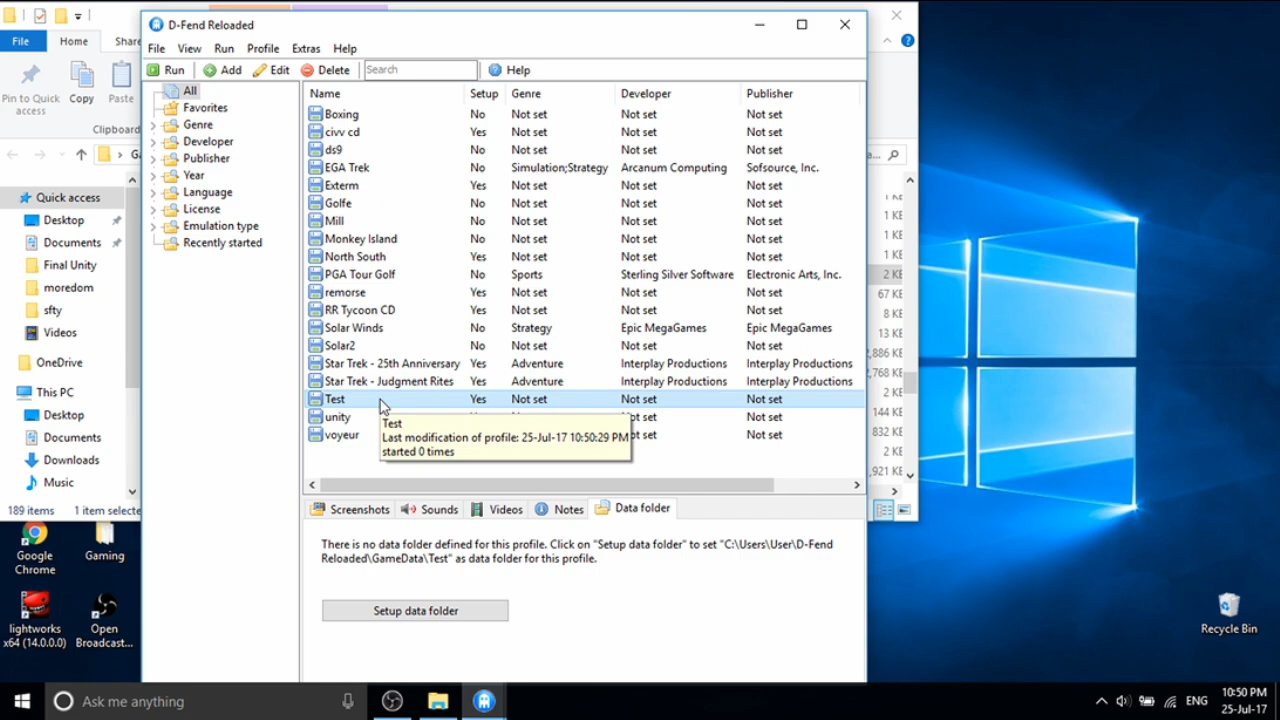 D-Fend Reloaded
File Home Share
File View Run Profile Extras Help
Run Add Edit Delete Search Help
Pin to Quick access
Copy
Paste
Clipboard
All
Favorites
Genre
Developer
Publisher
Year
Language
License
Emulation type
Recently started
Quick access
Desktop
Documents
Final Unity
moredom
sfty
Videos
OneDrive
This PC
Desktop
Documents
Downloads
Music
189 items 1 item selecte
Name Setup Genre Developer Publisher
Boxing No Not set Not set Not set
civv cd Yes Not set Not set Not set
ds9 No Not set Not set Not set
EGA Trek No Simulation;Strategy Arcanum Computing Sofsource, Inc.
Exterm Yes Not set Not set Not set
Golfe No Not set Not set Not set
Mill No Not set Not set Not set
Monkey Island No Not set Not set Not set
North South Yes Not set Not set Not set
PGA Tour Golf No Sports Sterling Silver Software Electronic Arts, Inc.
remorse Yes Not set Not set Not set
RR Tycoon CD Yes Not set Not set Not set
Solar Winds No Strategy Epic MegaGames Epic MegaGames
Solar2 No Not set Not set Not set
Star Trek - 25th Anniversary Yes Adventure Interplay Productions Interplay Productions
Star Trek - Judgment Rites Yes Adventure Interplay Productions Interplay Productions
Test Yes Not set Not set Not set
unity Not set
voyeur Not set
Test
Last modification of profile: 25-Jul-17 10:50:29 PM
started 0 times
1 KE
1 KE
1 KE
2 KE
67 KE
8 KE
13 KE
,886 KE
,768 KE
2 KE
144 KE
832 KE
2 KE
,921 KE
Screenshots Sounds Videos Notes Data folder
There is no data folder defined for this profile. Click on "Setup data folder" to set "C:\Users\User\D-Fend
Reloaded\GameData\Test" as data folder for this profile.
Setup data folder
Google Chrome
Gaming
lightworks x64 (14.0.0.0)
Open Broadcast...
Recycle Bin
Ask me anything
ENG
10:50 PM
25-Jul-17